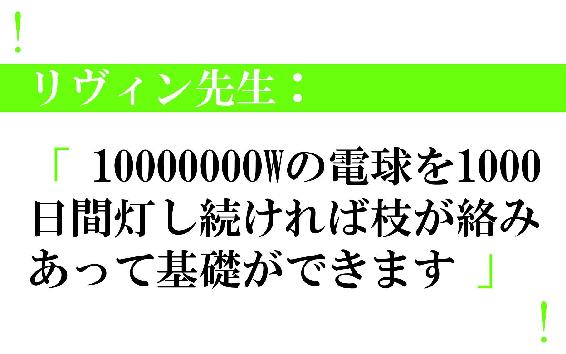 !
リヴィン先生：
「 10000000Wの電球を1000
日間灯し続ければ枝が絡み
あって基礎ができます 」
!